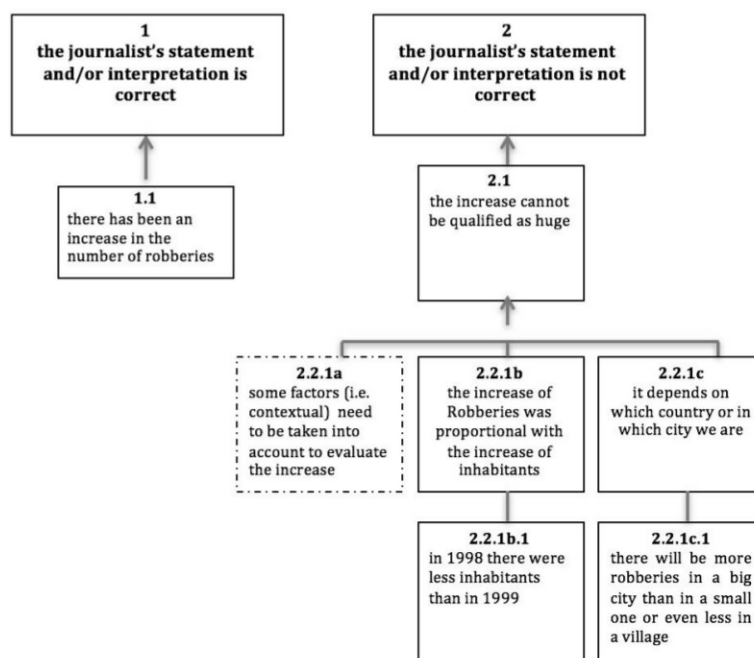 1
the journalist's statement
and/or interpretation is
correct
2
the journalist's statement
and/or interpretation is not
correct
1.1
there has been an
increase in the
number of robberies
2.1
the increase cannot
be qualified as huge
2.2.1a
some factors (i.e.
contextual) need
to be taken into
account to evaluate
the increase
2.2.1b
the increase of
Robberies was
proportional with
the increase of
inhabitants
2.2.1c
it depends on
which country or in
which city we are
2.2.1b.1
in 1998 there were
less inhabitants
than in 1999
2.2.1c.1
there will be more
robberies in a big
city than in a small
one or even less in
a village